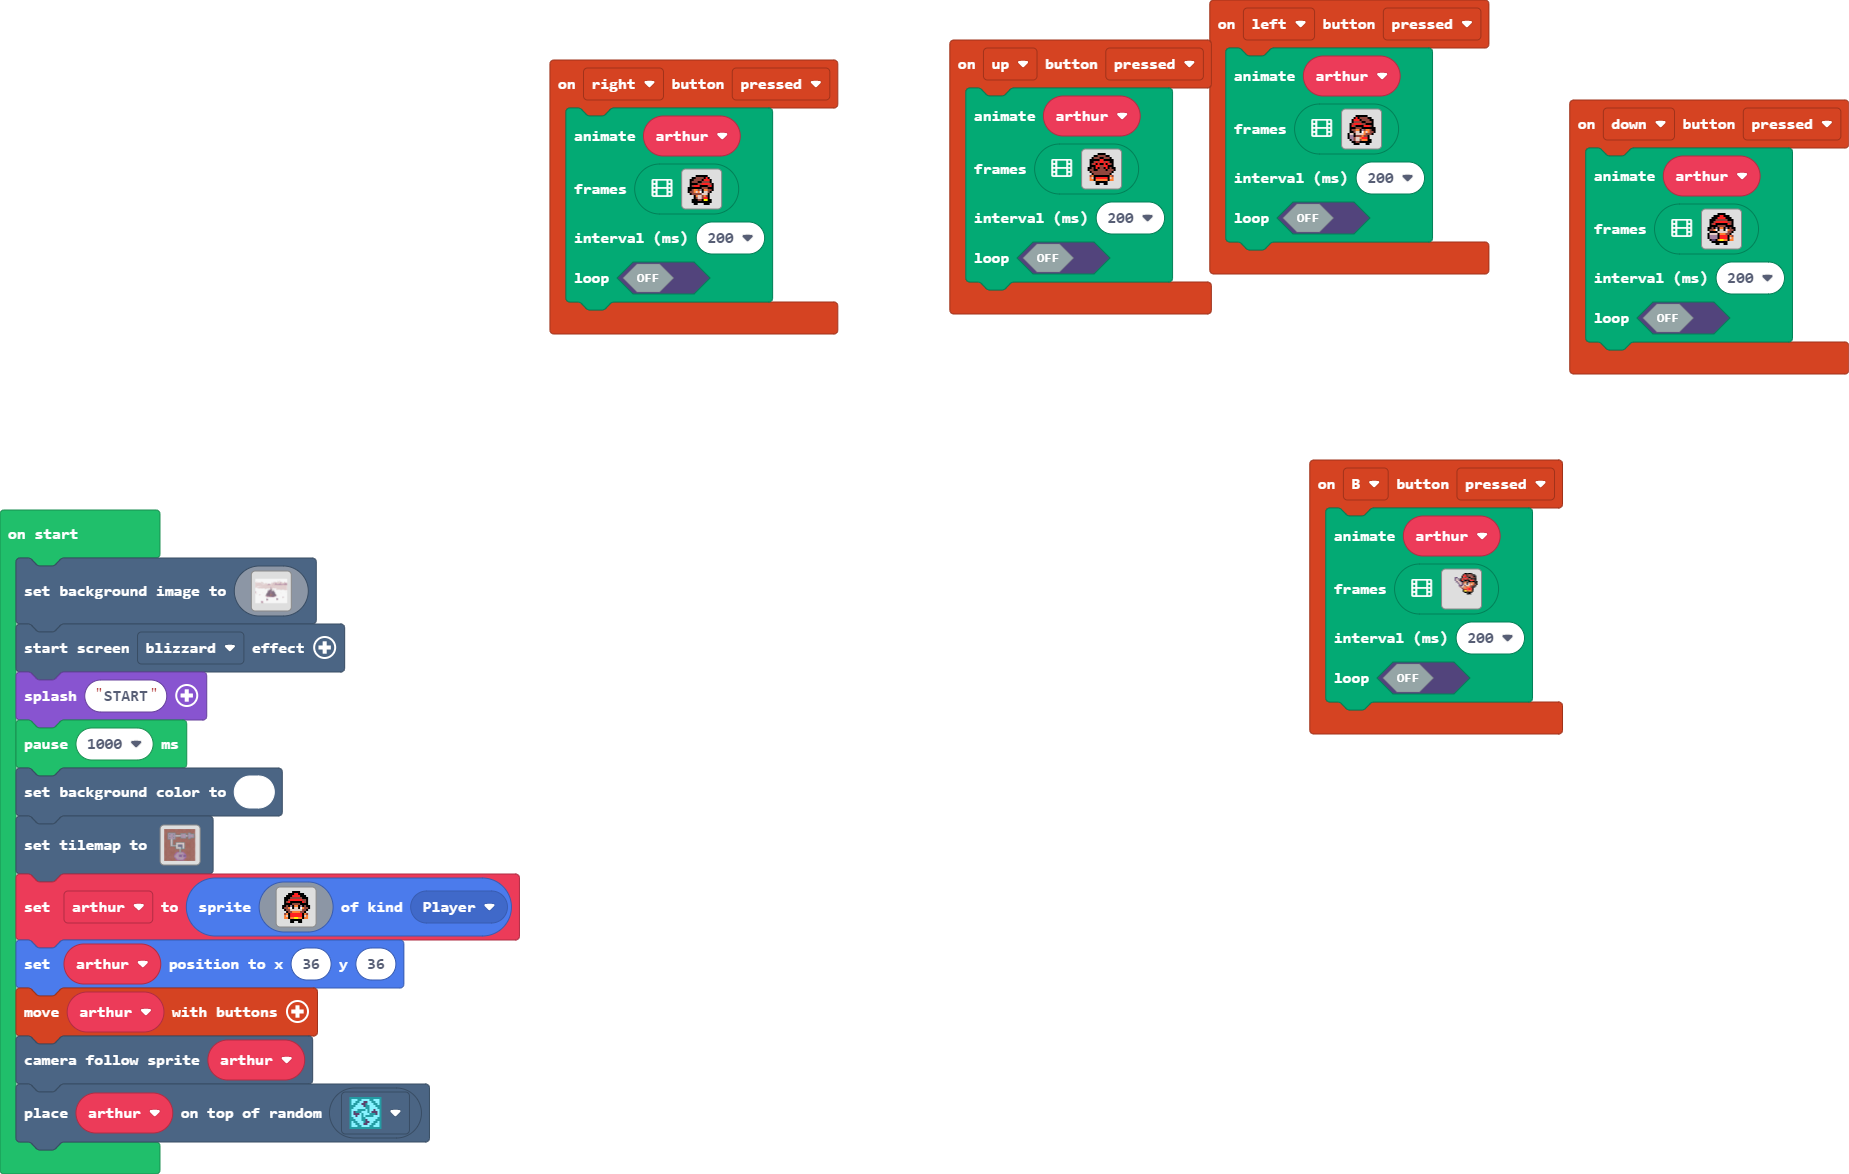 on right button pressed
animate arthur
frames
interval (ms) 200
loop OFF
on up button pressed
animate arthur
frames
interval (ms) 200
loop OFF
on left button pressed
animate arthur
frames
interval (ms) 200
loop OFF
on down button pressed
animate arthur
frames
interval (ms) 200
loop OFF
on B button pressed
animate arthur
frames
interval (ms) 200
loop OFF
on start
set background image to
start screen blizzard effect
splash "START"
pause 1000 ms
set background color to
set tilemap to
set arthur to sprite of kind Player
set arthur position to x 36 y 36
move arthur with buttons
camera follow sprite arthur
place arthur on top of random